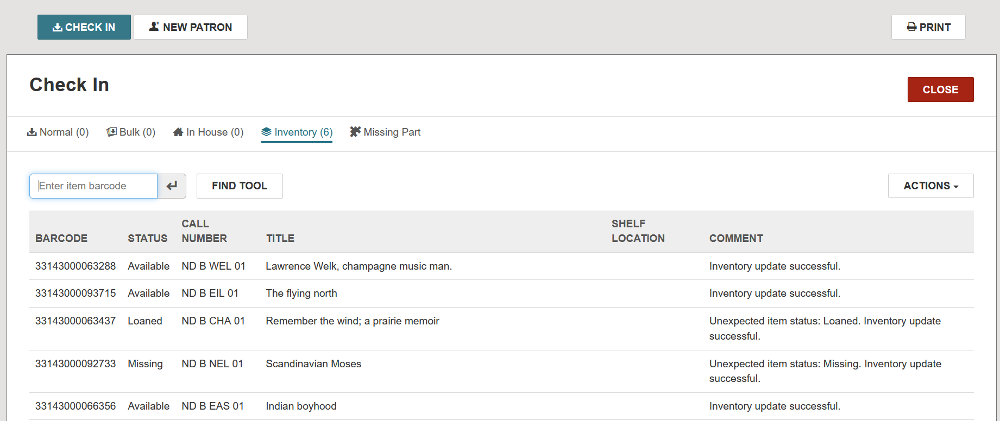 CHECK IN NEW PATRON PRINT
Check In
CLOSE
Normal (0) Bulk (0) In House (0) Inventory (6) Missing Part
Enter item barcode FIND TOOL ACTIONS
BARCODE STATUS CALL NUMBER TITLE SHELF LOCATION COMMENT
33143000063288 Available ND B WEL 01 Lawrence Welk, champagne music man. Inventory update successful.
33143000093715 Available ND B EIL 01 The flying north Inventory update successful.
33143000063437 Loaned ND B CHA 01 Remember the wind; a prairie memoir Unexpected item status: Loaned. Inventory update
successful.
33143000092733 Missing ND B NEL 01 Scandinavian Moses Unexpected item status: Missing. Inventory update
successful.
33143000066356 Available ND B EAS 01 Indian boyhood Inventory update successful.